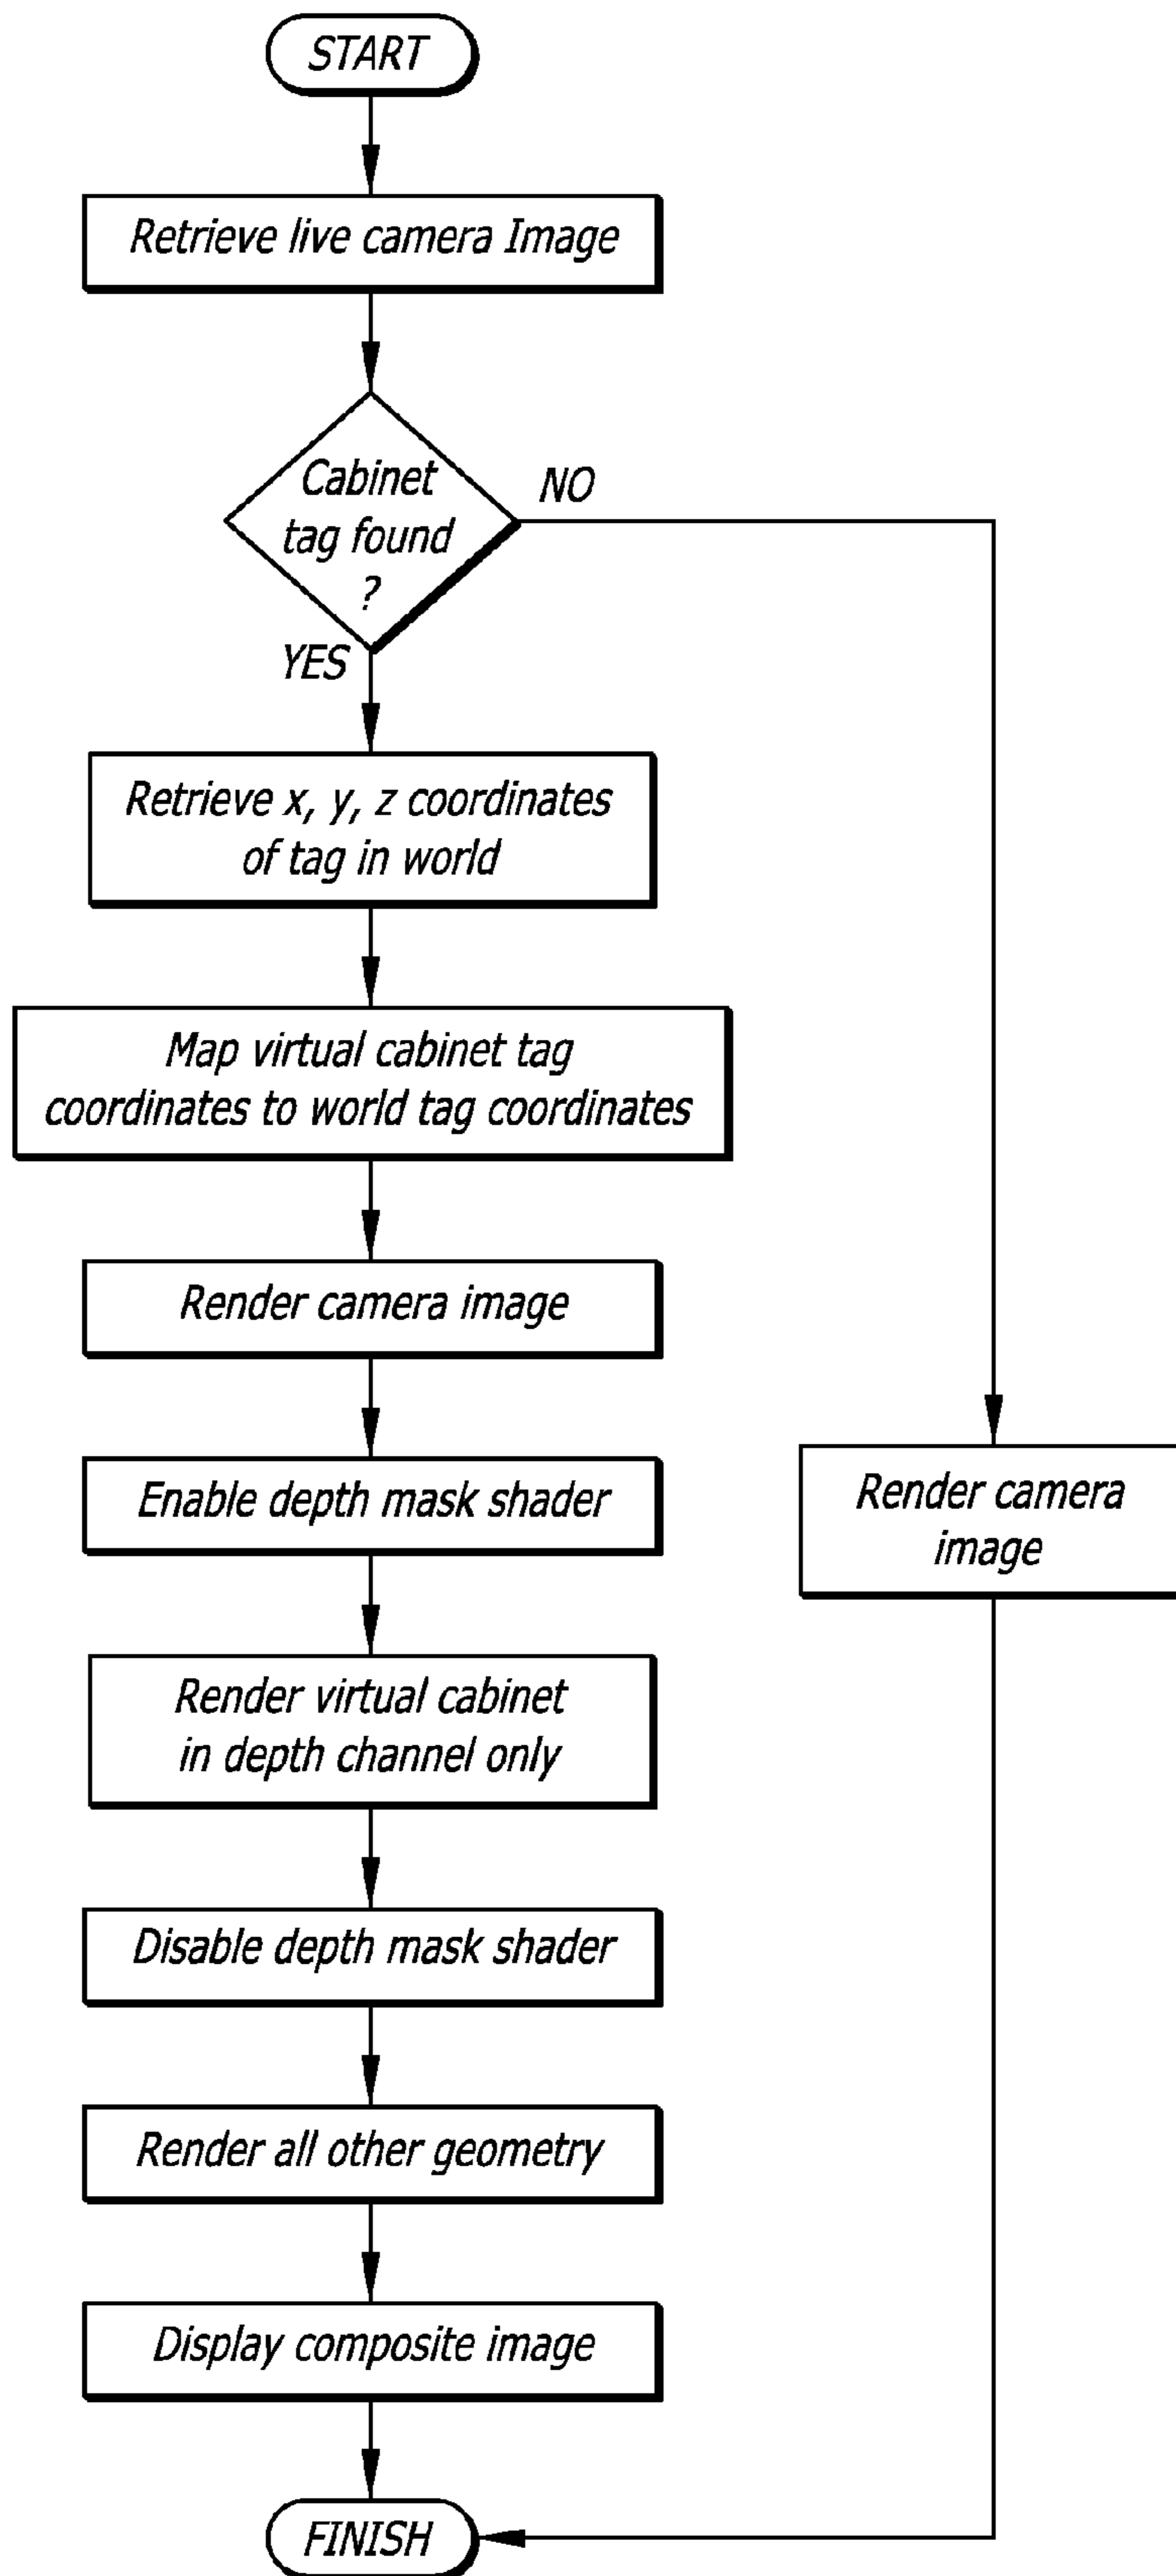 START
Retrieve live camera Image
Cabinet
tag found
?
NO
YES
Retrieve x, y, z coordinates
of tag in world
Map virtual cabinet tag
coordinates to world tag coordinates
Render camera image
Enable depth mask shader
Render camera
image
Render virtual cabinet
in depth channel only
Disable depth mask shader
Render all other geometry
Display composite image
FINISH